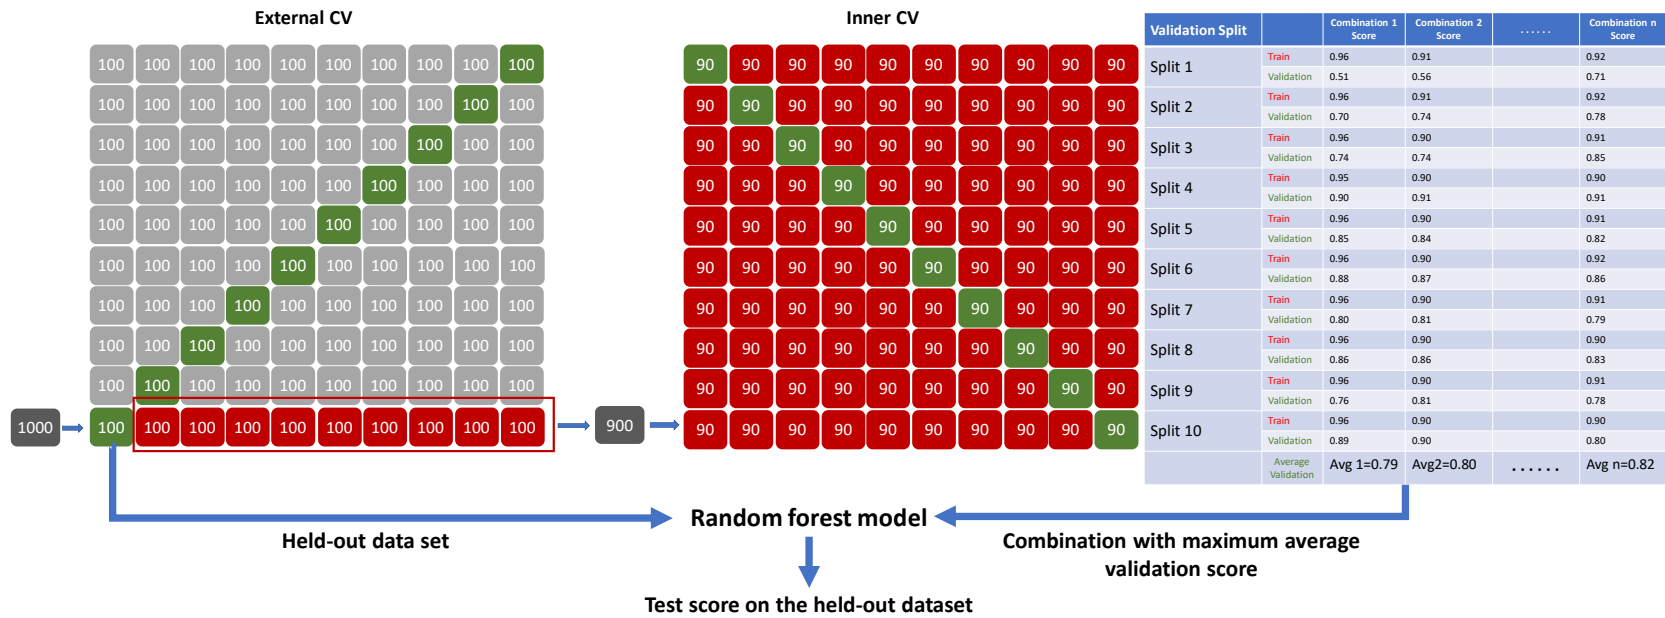 External CV
Inner CV
100 100 100 100 100 100 100 100 100 100
100 100 100 100 100 100 100 100 100 100
100 100 100 100 100 100 100 100 100 100
100 100 100 100 100 100 100 100 100 100
100 100 100 100 100 100 100 100 100 100
100 100 100 100 100 100 100 100 100 100
100 100 100 100 100 100 100 100 100 100
100 100 100 100 100 100 100 100 100 100
100 100 100 100 100 100 100 100 100 100
1000 100 100 100 100 100 100 100 100 100 100 900
90 90 90 90 90 90 90 90 90 90
90 90 90 90 90 90 90 90 90 90
90 90 90 90 90 90 90 90 90 90
90 90 90 90 90 90 90 90 90 90
90 90 90 90 90 90 90 90 90 90
90 90 90 90 90 90 90 90 90 90
90 90 90 90 90 90 90 90 90 90
90 90 90 90 90 90 90 90 90 90
90 90 90 90 90 90 90 90 90 90
90 90 90 90 90 90 90 90 90 90
Validation Split Combination 1 Score Combination 2 Score ...... Combination n Score
Split 1 Train 0.96 0.91 0.92
Validation 0.51 0.56 0.71
Split 2 Train 0.96 0.91 0.92
Validation 0.70 0.74 0.78
Split 3 Train 0.96 0.90 0.91
Validation 0.74 0.74 0.85
Split 4 Train 0.95 0.90 0.90
Validation 0.90 0.91 0.91
Split 5 Train 0.96 0.90 0.91
Validation 0.85 0.84 0.82
Split 6 Train 0.96 0.90 0.92
Validation 0.88 0.87 0.86
Split 7 Train 0.96 0.90 0.91
Validation 0.80 0.81 0.79
Split 8 Train 0.96 0.90 0.90
Validation 0.86 0.86 0.83
Split 9 Train 0.96 0.90 0.91
Validation 0.76 0.81 0.78
Split 10 Train 0.96 0.90 0.90
Validation 0.89 0.90 0.80
Average Validation Avg 1=0.79 Avg2=0.80 ...... Avg n=0.82
Random forest model
Held-out data set
Combination with maximum average
validation score
Test score on the held-out dataset